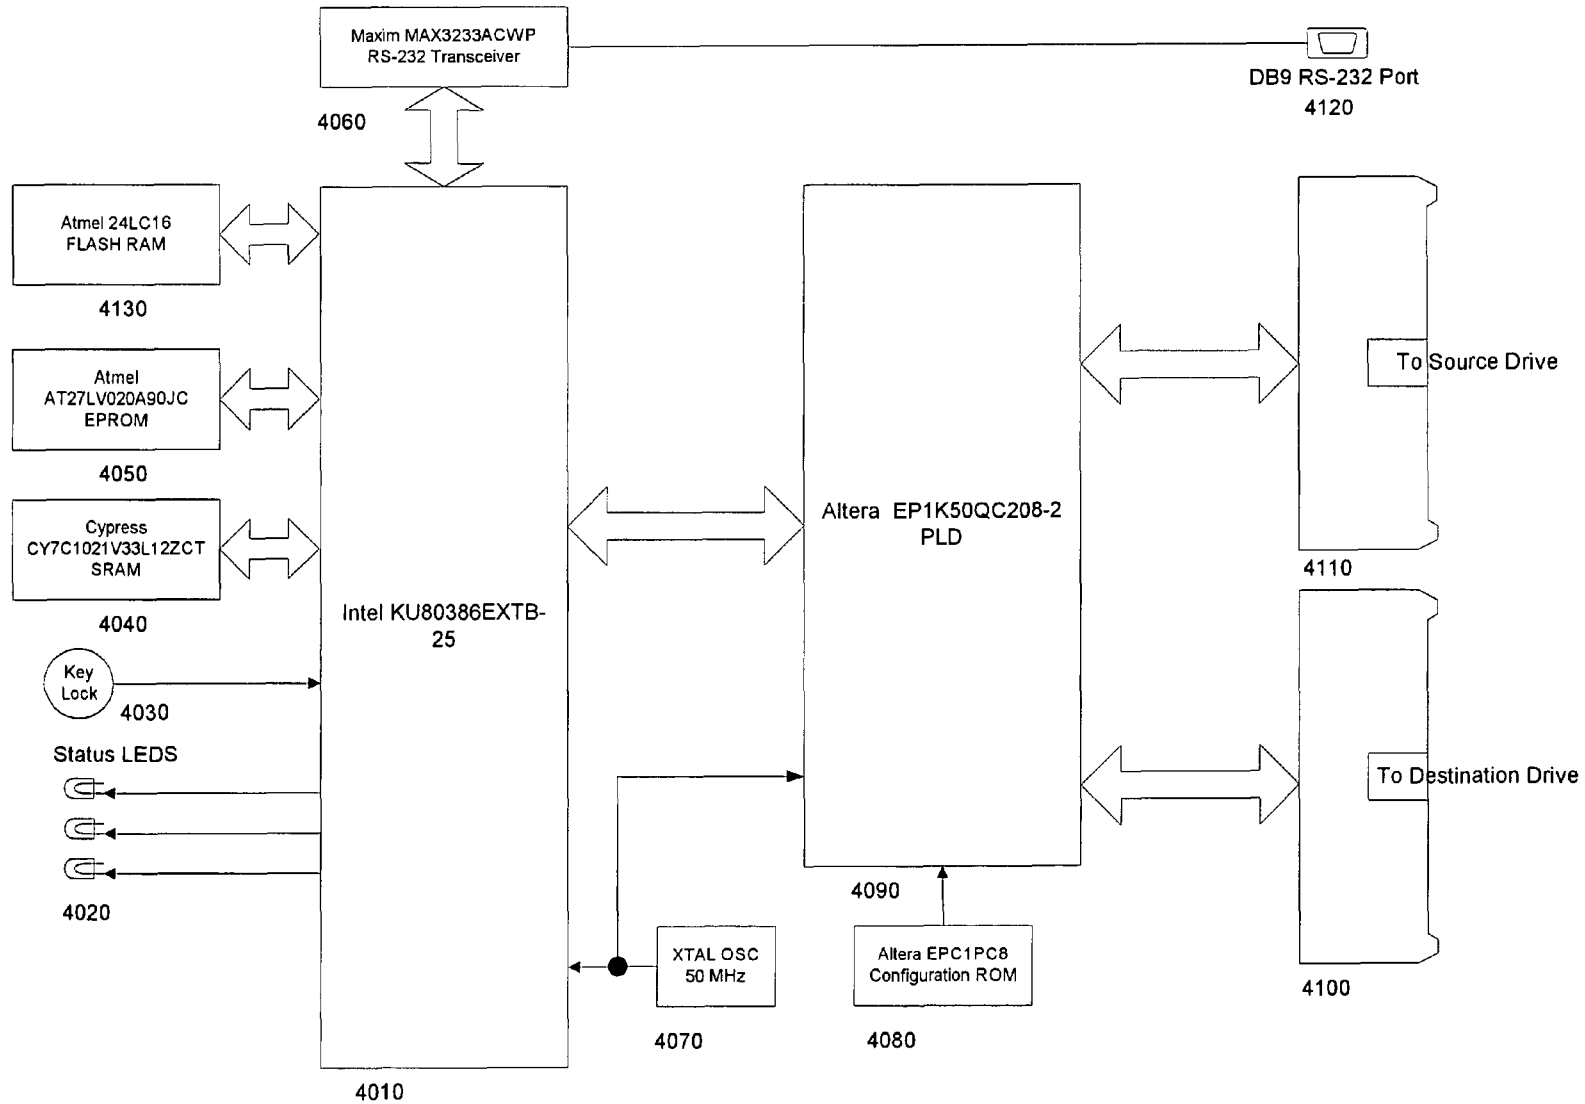 Maxim MAX3233ACWP
RS-232 Transceiver
4060
DB9 RS-232 Port
4120
Atmel 24LC16
FLASH RAM
4130
Atmel
AT27LV020A90JC
EPROM
4050
Cypress
CY7C1021V33L12ZCT
SRAM
4040
Key
Lock
4030
Status LEDS
4020
Intel KU80386EXTB-
25
4010
Altera EP1K50QC208-2
PLD
4090
XTAL OSC
50 MHz
4070
Altera EPC1PC8
Configuration ROM
4080
To Source Drive
4110
To Destination Drive
4100